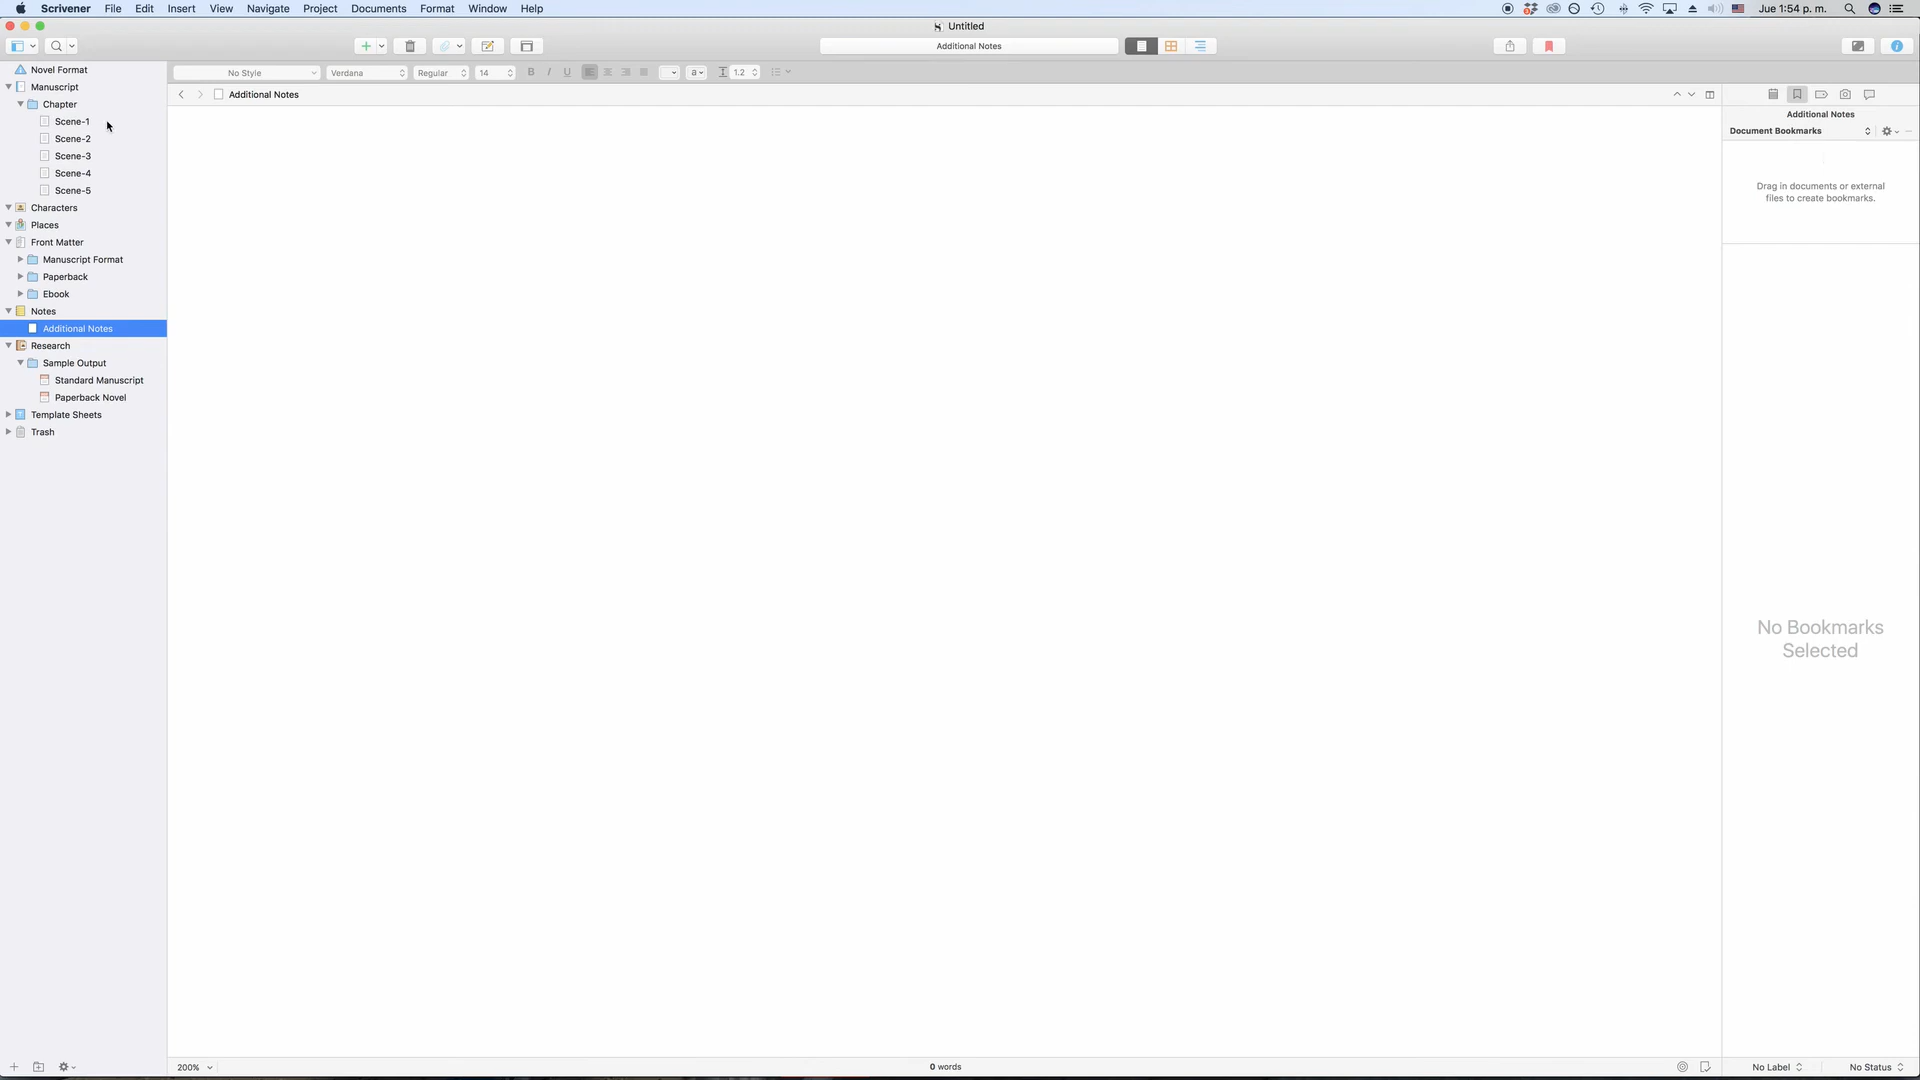 Scrivener File Edit Insert View Navigate Project Documents Format Window Help Jue 1:54 p. m.
Untitled
Additional Notes
No Style Verdana Regular 14 B I U a 1.2
Additional Notes
Novel Format
Manuscript
Chapter
Scene-1
Scene-2
Scene-3
Scene-4
Scene-5
Characters
Places
Front Matter
Manuscript Format
Paperback
Ebook
Notes
Additional Notes
Research
Sample Output
Standard Manuscript
Paperback Novel
Template Sheets
Trash
Additional Notes
Document Bookmarks
Drag in documents or external
files to create bookmarks.
No Bookmarks
Selected
200% 0 words No Label No Status